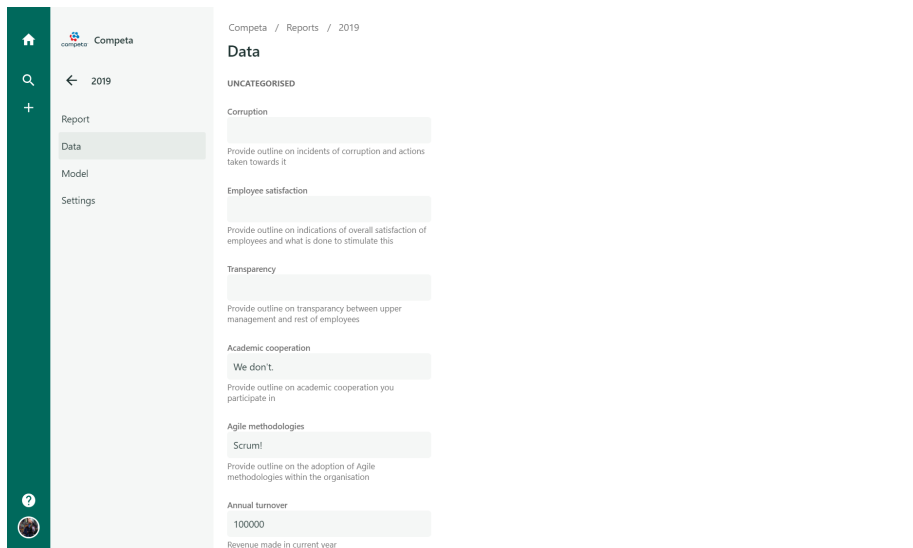 Competa / Reports / 2019
competa Competa
Data
2019
UNCATEGORISED
Report
Data
Model
Settings
Corruption
Provide outline on incidents of corruption and actions
taken towards it
Employee satisfaction
Provide outline on indications of overall satisfaction of
employees and what is done to stimulate this
Transparency
Provide outline on transparancy between upper
management and rest of employees
Academic cooperation
We don't.
Provide outline on academic cooperation you
participate in
Agile methodologies
Scrum!
Provide outline on the adoption of Agile
methodologies within the organisation
Annual turnover
100000
Revenue made in current year